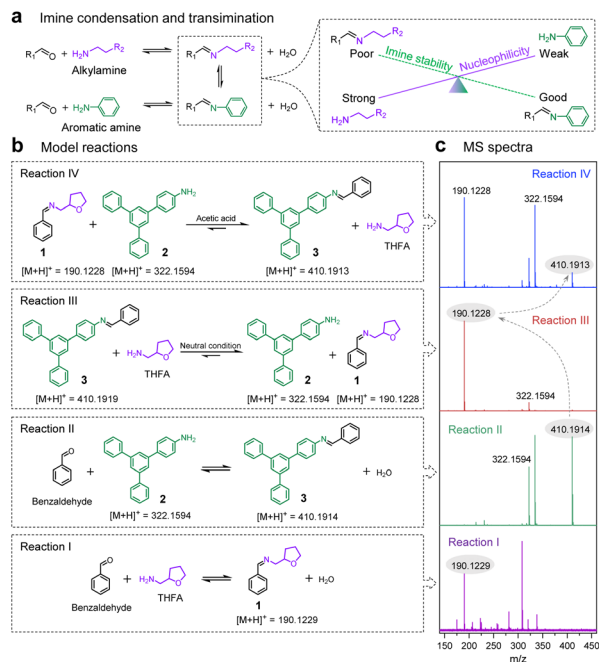 a Imine condensation and transimination
R1 O + H2N R2 R1 N R2 + H2O
Alkylamine
R1 O + H2N R1 N + H2O
Aromatic amine
R1 N R2 H2N
Poor Imine stability Nucleophilicity Weak
Strong Good
H2N R2 R1 N
b Model reactions
Reaction IV
N O + NH2 Acetic acid N + H2N O
1 2 3 THFA
[M+H]+ = 190.1228 [M+H]+ = 322.1594 [M+H]+ = 410.1913
Reaction III
N + H2N O Neutral condition NH2 + N O
3 THFA 2 1
[M+H]+ = 410.1919 [M+H]+ = 322.1594 [M+H]+ = 190.1228
Reaction II
O + NH2 N + H2O
Benzaldehyde 2 3
[M+H]+ = 322.1594 [M+H]+ = 410.1914
Reaction I
O + H2N O N O + H2O
Benzaldehyde THFA 1
[M+H]+ = 190.1229
c MS spectra
Reaction IV
190.1228 322.1594
410.1913
190.1228 Reaction III
322.1594
Reaction II 410.1914
322.1594
Reaction I
190.1229
150 200 250 300 350 400 450
m/z